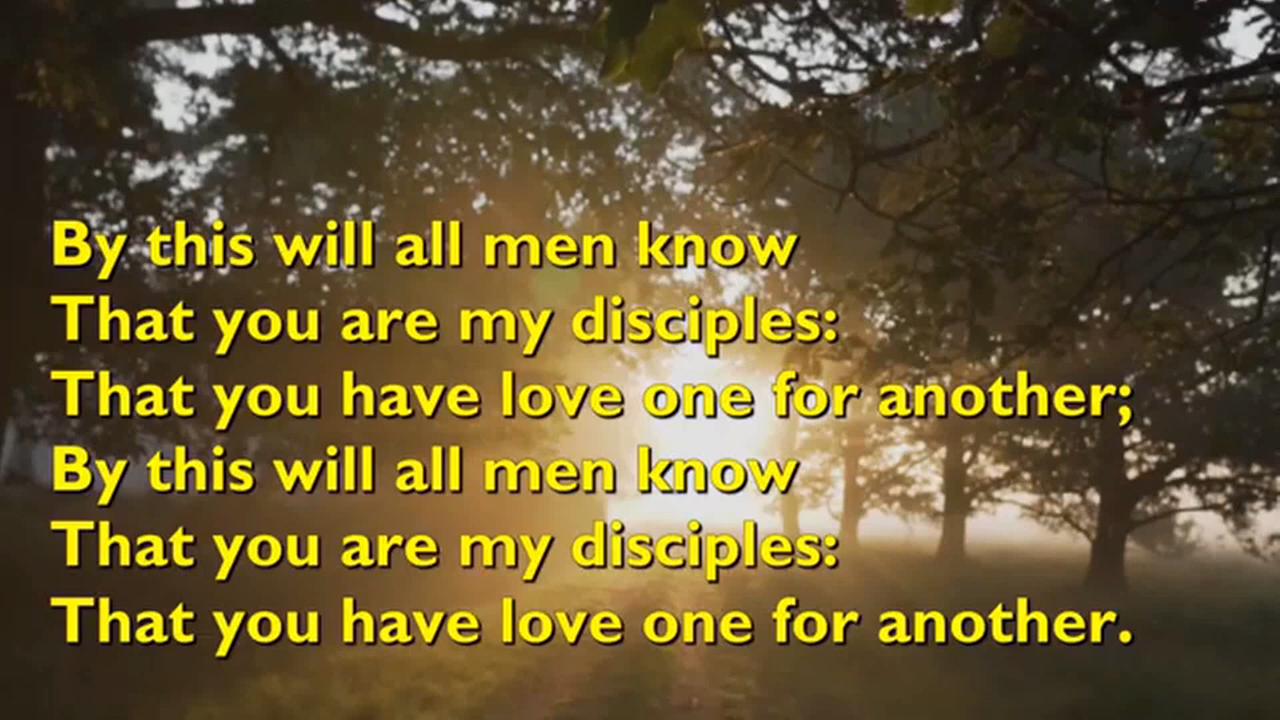 By this will all men know
That you are my disciples:
That you have love one for another;
By this will all men know
That you are my disciples:
That you have love one for another.